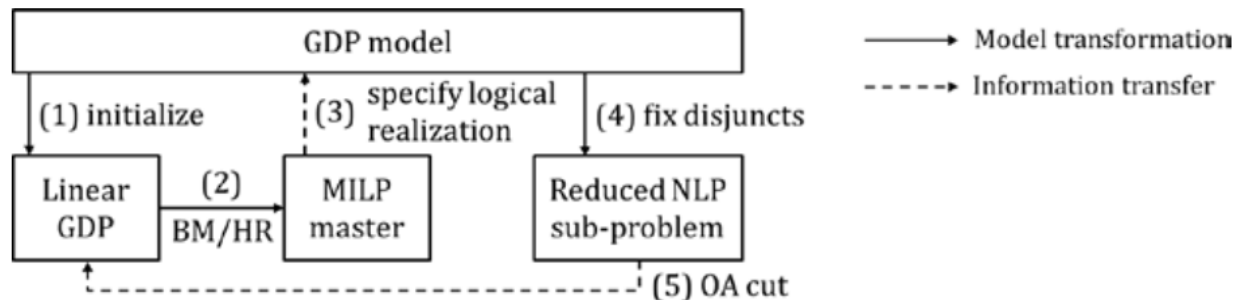 GDP model
Model transformation
Information transfer
(1) initialize
(3) specify logical
realization
(4) fix disjuncts
Linear
GDP
(2)
BM/HR
MILP
master
Reduced NLP
sub-problem
(5) OA cut